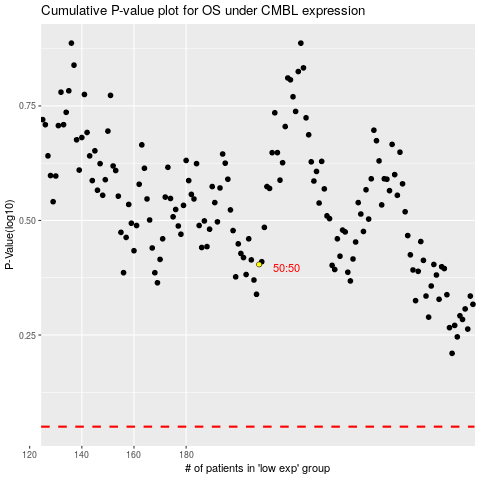 Cumulative P-value plot for OS under CMBL expression
P-Value(log10)
0.75
0.50
0.25
50:50
120 140 160 180
# of patients in 'low exp' group